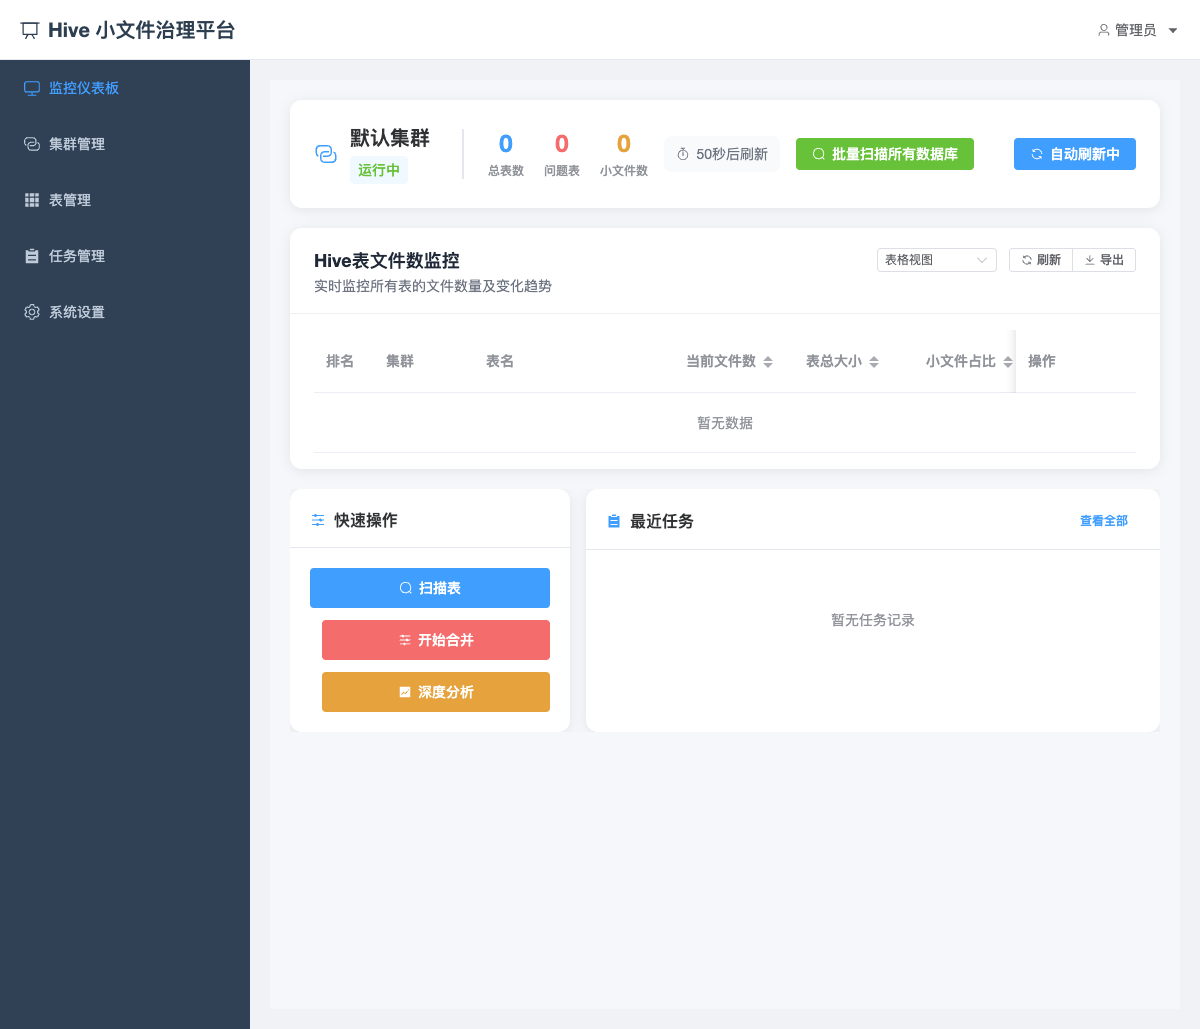 Hive 小文件治理平台
管理员
监控仪表板
集群管理
表管理
任务管理
系统设置
默认集群
运行中
0
总表数
0
问题表
0
小文件数
50秒后刷新
批量扫描所有数据库
自动刷新中
Hive表文件数监控
实时监控所有表的文件数量及变化趋势
表格视图
刷新
导出
排名 集群 表名 当前文件数 表总大小 小文件占比 操作
暂无数据
快速操作
扫描表
开始合并
深度分析
最近任务
查看全部
暂无任务记录